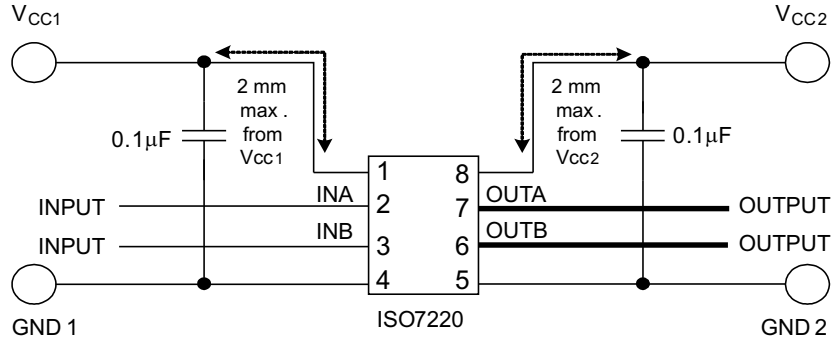 VCC1
VCC2
2 mm
max .
from
VCC1
2 mm
max .
from
VCC2
0.1μF
0.1μF
1
8
INPUT
INA
2
7
OUTA
OUTPUT
INPUT
INB
3
6
OUTB
OUTPUT
4
5
GND 1
ISO7220
GND 2